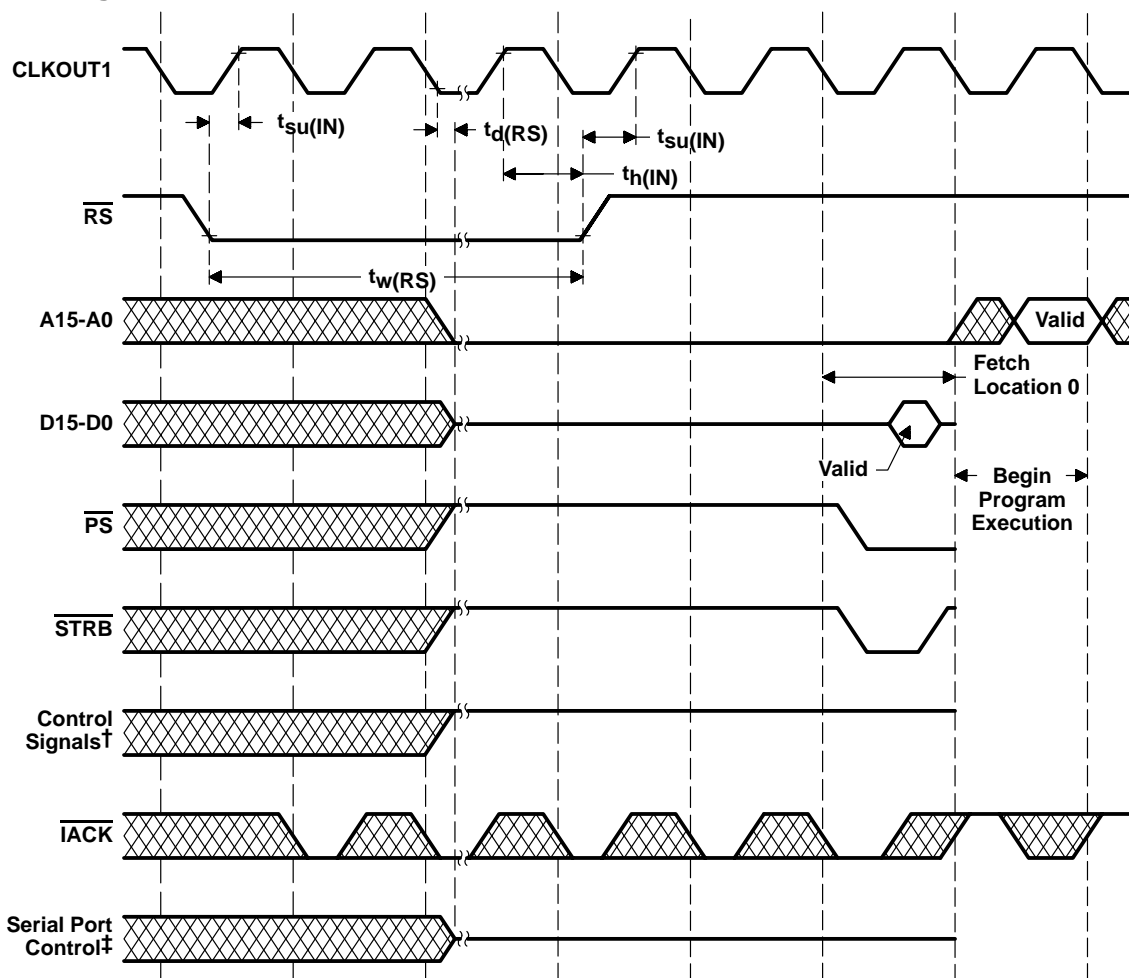 CLKOUT1
tsu(IN)
td(RS)
tsu(IN)
th(IN)
RS
tw(RS)
A15-A0
Valid
Fetch
Location 0
D15-D0
Valid
Begin
Program
Execution
PS
STRB
Control
Signals†
IACK
Serial Port
Control‡